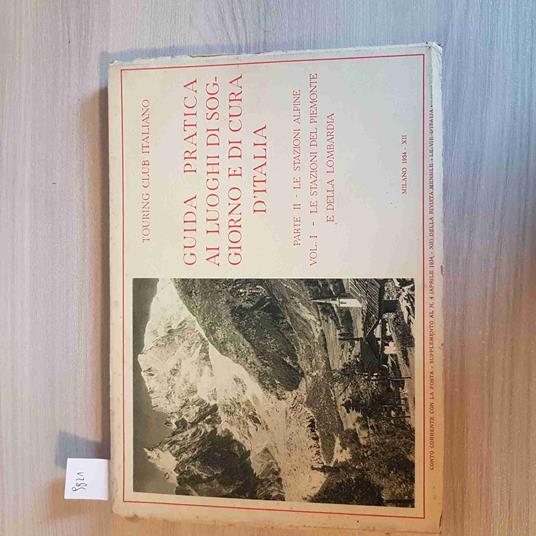 TOURING CLUB ITALIANO
GUIDA PRATICA
AI LUOGHI DI SOG-
GIORNO E DI CURA
D'ITALIA
PARTE II - LE STAZIONI ALPINE
VOL. I - LE STAZIONI DEL PIEMONTE
E DELLA LOMBARDIA
MILANO 1934 - XII
CONTO CORRENTE CON LA POSTA - SUPPLEMENTO AL N. 4 (APRILE 1934 - XII) DELLA RIVISTA MENSILE - LE VIE D'ITALIA -